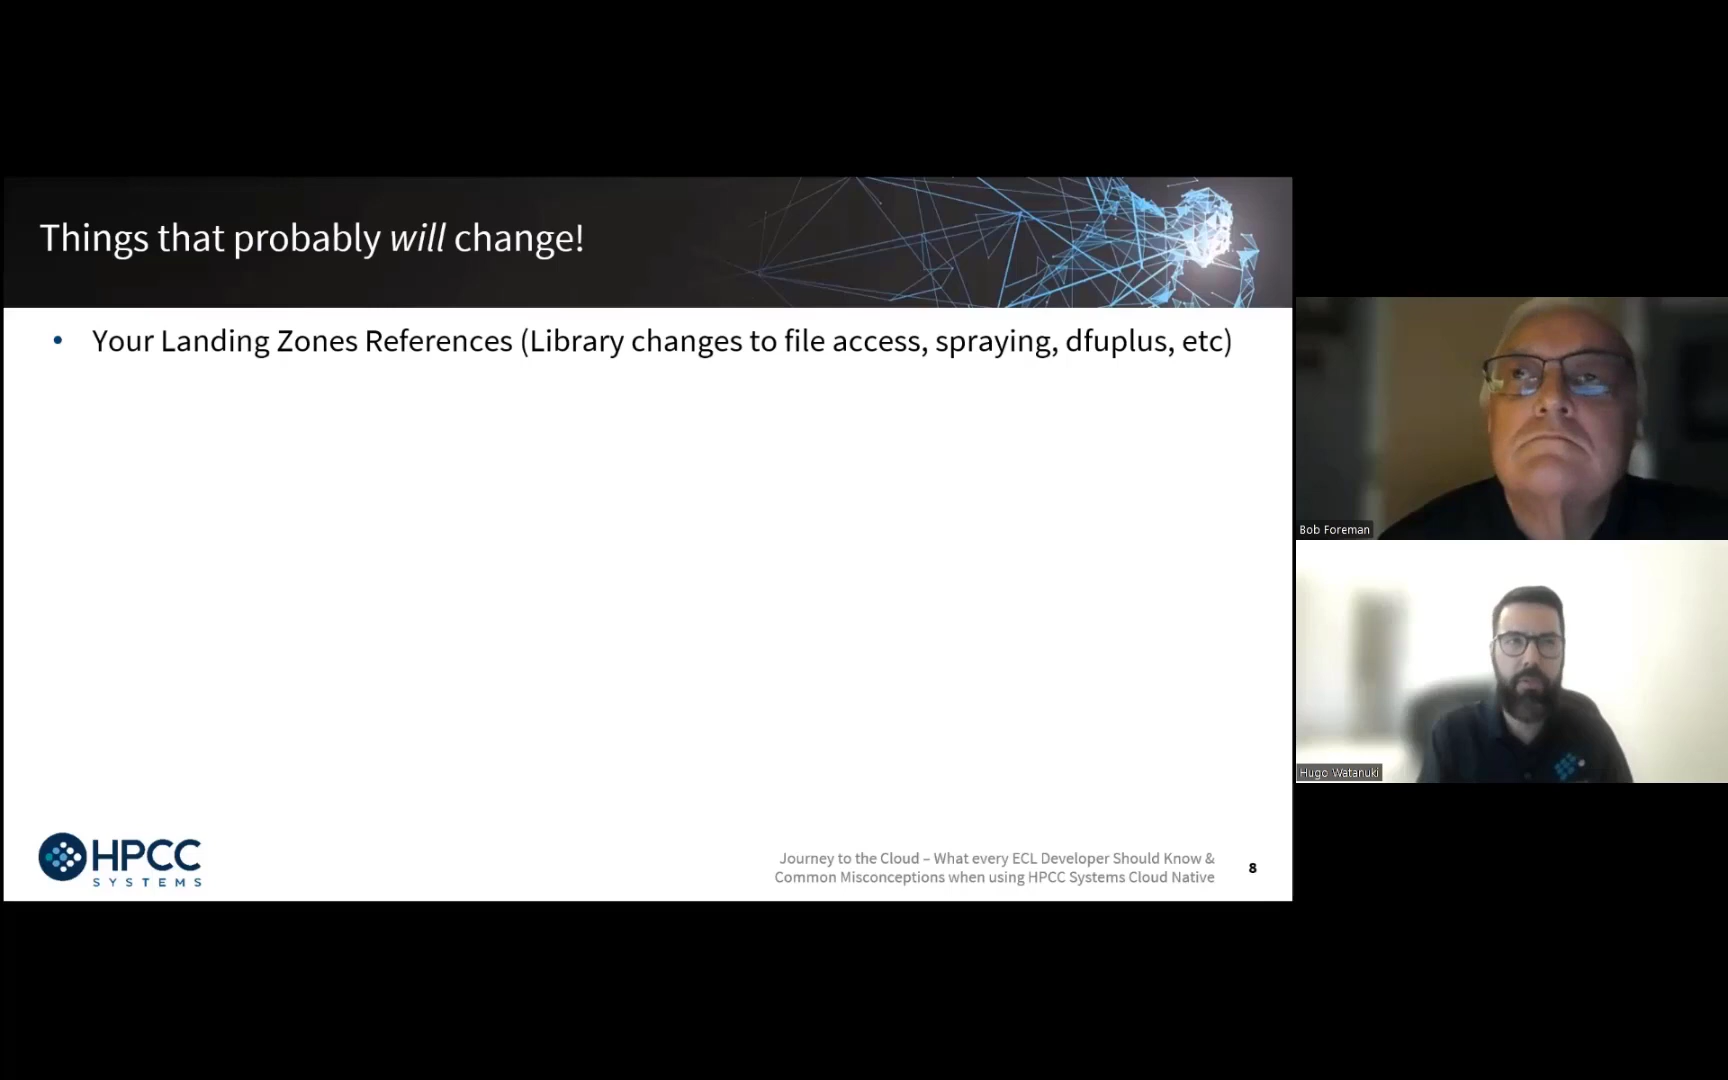 Things that probably will change!
• Your Landing Zones References (Library changes to file access, spraying, dfuplus, etc)
Bob Foreman
Hugo Watanuki
HPCC
SYSTEMS
Journey to the Cloud – What every ECL Developer Should Know &
Common Misconceptions when using HPCC Systems Cloud Native
8